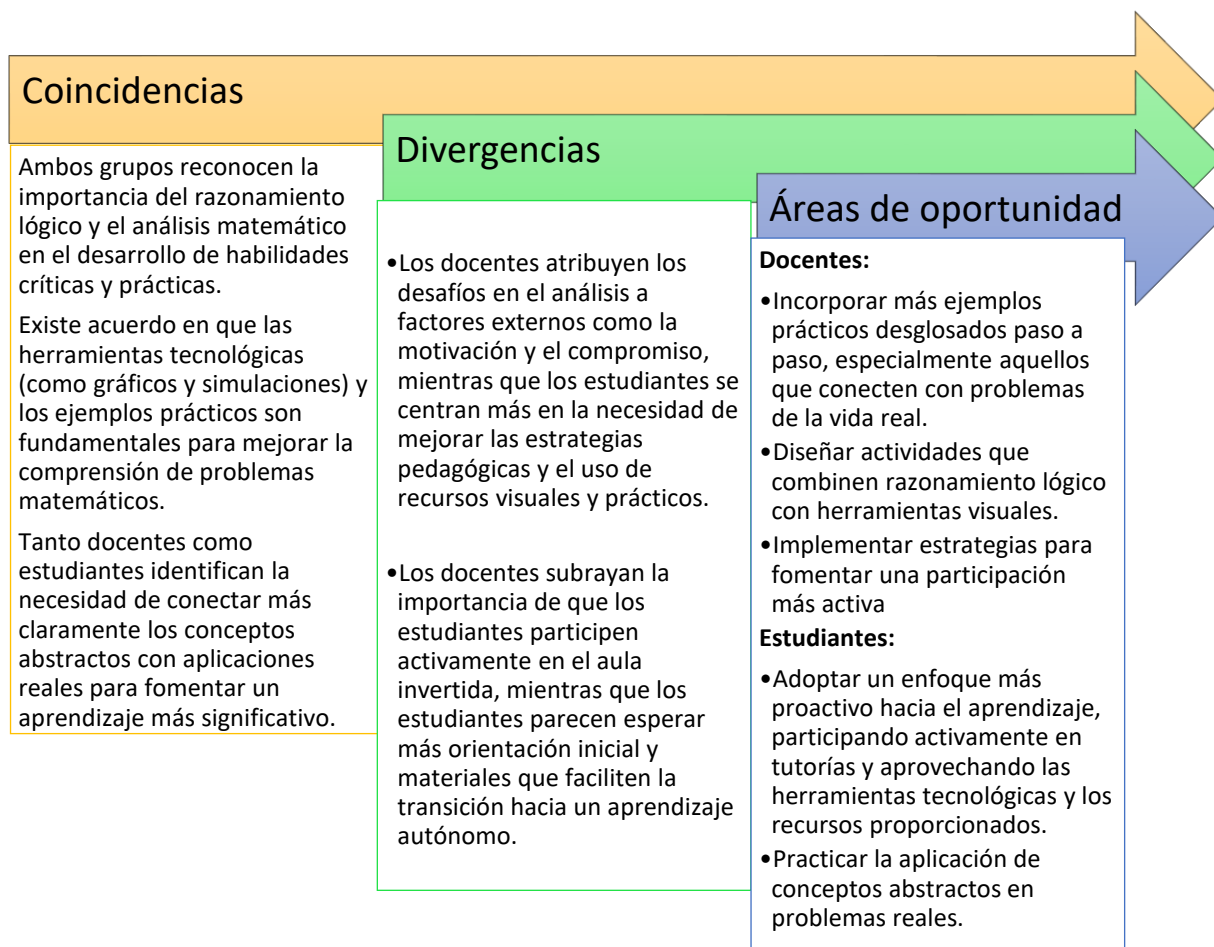 Coincidencias
Ambos grupos reconocen la
importancia del razonamiento
lógico y el análisis matemático
en el desarrollo de habilidades
críticas y prácticas.
Existe acuerdo en que las
herramientas tecnológicas
(como gráficos y simulaciones) y
los ejemplos prácticos son
fundamentales para mejorar la
comprensión de problemas
matemáticos.
Tanto docentes como
estudiantes identifican la
necesidad de conectar más
claramente los conceptos
abstractos con aplicaciones
reales para fomentar un
aprendizaje más significativo.
Divergencias
•Los docentes atribuyen los
desafíos en el análisis a
factores externos como la
motivación y el compromiso,
mientras que los estudiantes se
centran más en la necesidad de
mejorar las estrategias
pedagógicas y el uso de
recursos visuales y prácticos.
•Los docentes subrayan la
importancia de que los
estudiantes participen
activamente en el aula
invertida, mientras que los
estudiantes parecen esperar
más orientación inicial y
materiales que faciliten la
transición hacia un aprendizaje
autónomo.
Áreas de oportunidad
Docentes:
•Incorporar más ejemplos
prácticos desglosados paso a
paso, especialmente aquellos
que conecten con problemas
de la vida real.
•Diseñar actividades que
combinen razonamiento lógico
con herramientas visuales.
•Implementar estrategias para
fomentar una participación
más activa
Estudiantes:
•Adoptar un enfoque más
proactivo hacia el aprendizaje,
participando activamente en
tutorías y aprovechando las
herramientas tecnológicas y los
recursos proporcionados.
•Practicar la aplicación de
conceptos abstractos en
problemas reales.